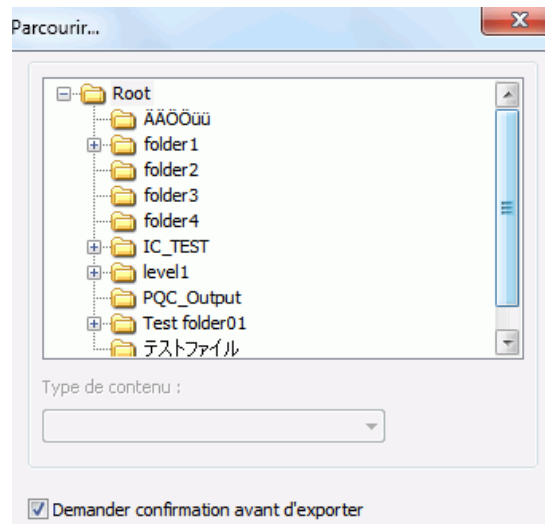 Parcourir...
Root
ÄÄÖÖüü
folder1
folder2
folder3
folder4
IC_TEST
level1
PQC_Output
Test folder01
テストファイル
Type de contenu :
Demander confirmation avant d'exporter